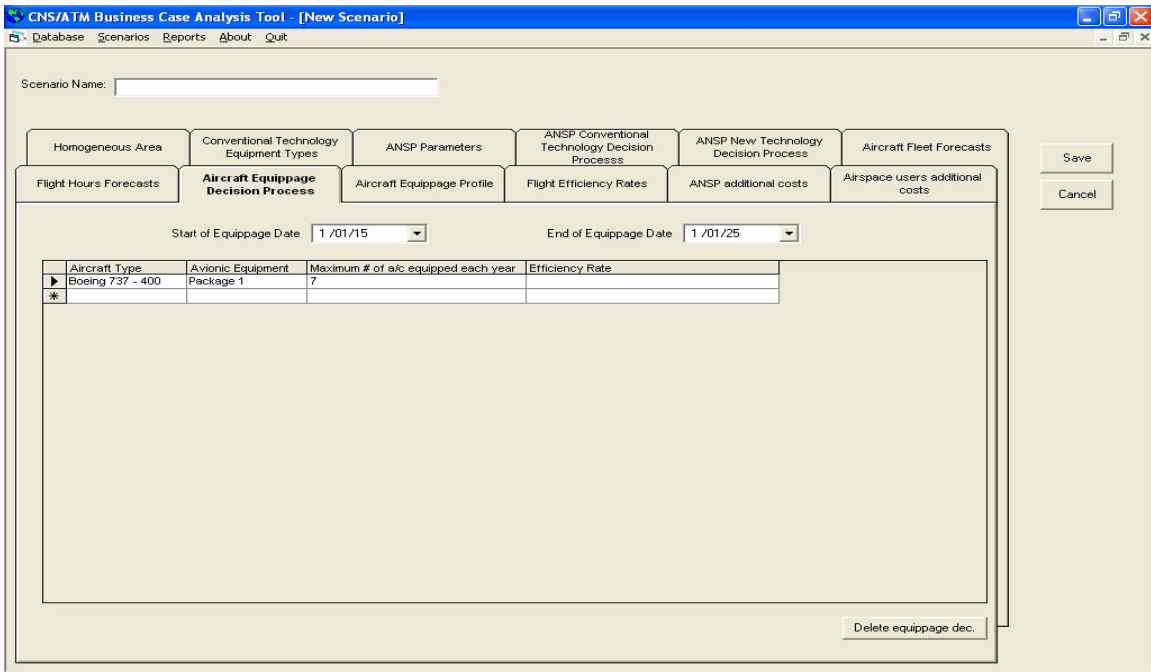 CNS/ATM Business Case Analysis Tool - [New Scenario]
Database Scenarios Reports About Quit
Scenario Name:
Homogeneous Area
Conventional Technology
Equipment Types
ANSP Parameters
ANSP Conventional
Technology Decision
Processs
ANSP New Technology
Decision Process
Aircraft Fleet Forecasts
Save
Flight Hours Forecasts
Aircraft Equippage
Decision Process
Aircraft Equippage Profile
Flight Efficiency Rates
ANSP additional costs
Airspace users additional
costs
Cancel
Start of Equippage Date 1 /01/15 End of Equippage Date 1 /01/25
Aircraft Type Avionic Equipment Maximum # of a/c equipped each year Efficiency Rate
Boeing 737 - 400 Package 1 7
Delete equippage dec.